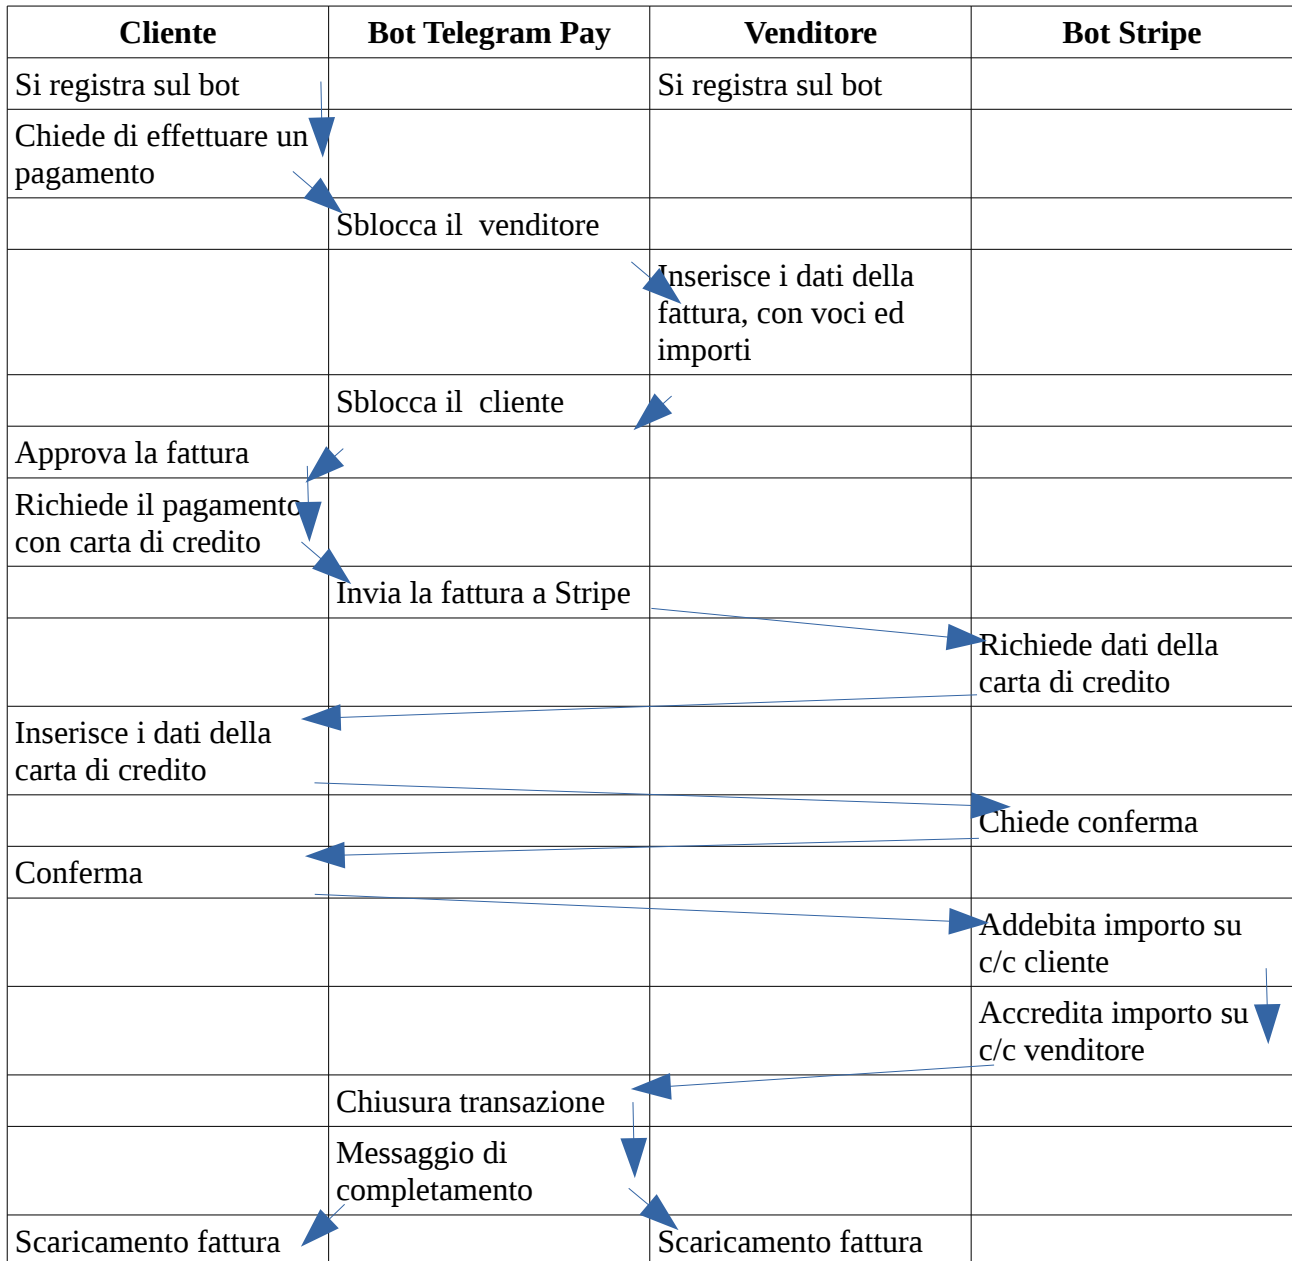 Cliente Bot Telegram Pay Venditore Bot Stripe
Si registra sul bot Si registra sul bot
Chiede di effettuare un
pagamento
Sblocca il  venditore
Inserisce i dati della
fattura, con voci ed
importi
Sblocca il  cliente
Approva la fattura
Richiede il pagamento
con carta di credito
Invia la fattura a Stripe
Richiede dati della
carta di credito
Inserisce i dati della
carta di credito
Chiede conferma
Conferma
Addebita importo su
c/c cliente
Accredita importo su
c/c venditore
Chiusura transazione
Messaggio di
completamento
Scaricamento fattura Scaricamento fattura